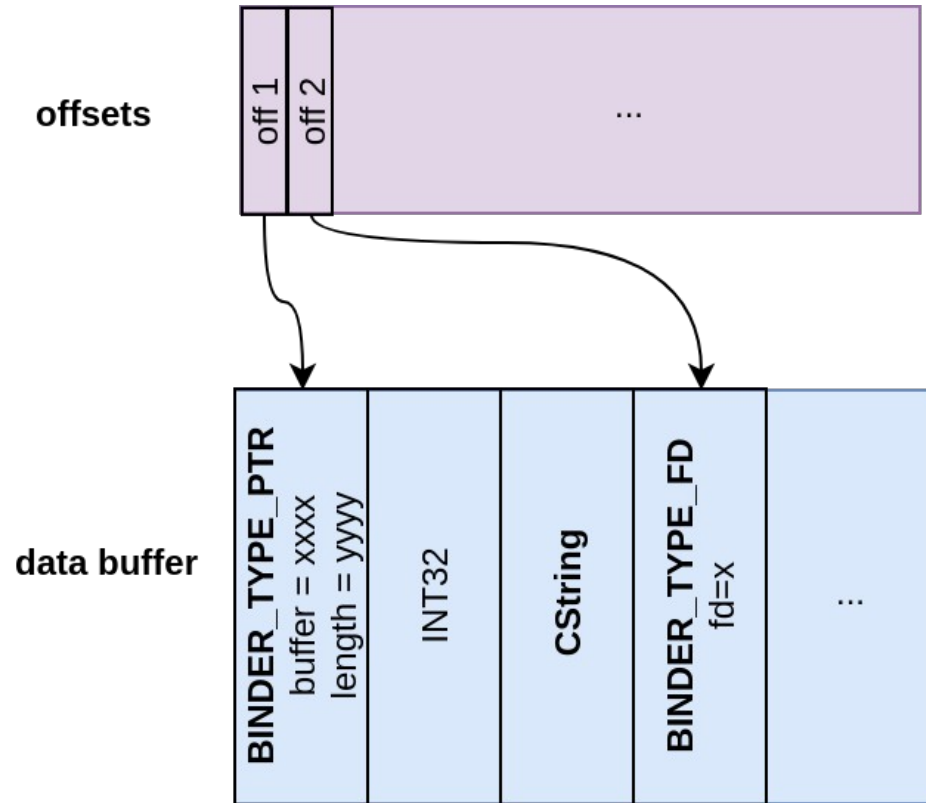 offsets
off 1
off 2
...
data buffer
BINDER_TYPE_PTR
buffer = xxxx
length = yyyy
INT32
CString
BINDER_TYPE_FD
fd=x
...